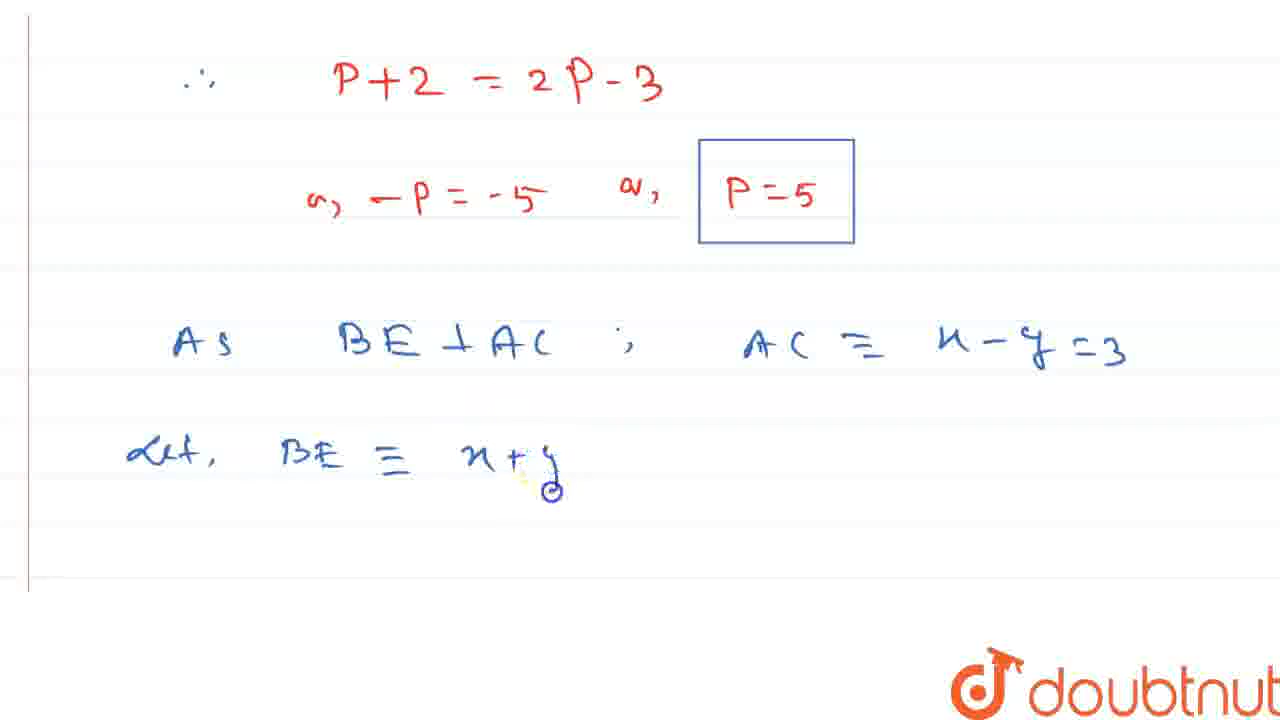 ∴ P+2 = 2P-3
or, -P = -5 or, P=5
As BE ⊥ AC ; AC ≡ x-y=3
Let, BE ≡ x+y
doubtnut